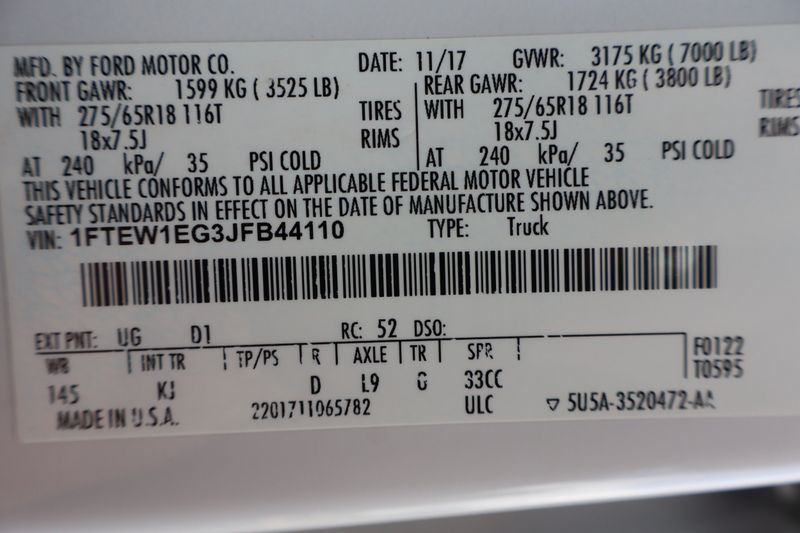 MFD. BY FORD MOTOR CO. DATE: 11/17 GVWR: 3175 KG ( 7000 LB)
FRONT GAWR: 1599 KG ( 3525 LB) REAR GAWR: 1724 KG ( 3800 LB)
WITH 275/65R18 116T TIRES WITH 275/65R18 116T TIRES
18x7.5J RIMS 18x7.5J RIMS
AT 240 kPa/ 35 PSI COLD AT 240 kPa/ 35 PSI COLD
THIS VEHICLE CONFORMS TO ALL APPLICABLE FEDERAL MOTOR VEHICLE
SAFETY STANDARDS IN EFFECT ON THE DATE OF MANUFACTURE SHOWN ABOVE.
VIN: 1FTEW1EG3JFB44110 TYPE: Truck
EXT PNT: UG D1 RC: 52 DSO:
WB INT TR TP/PS R AXLE TR SPR F0122
145 KJ D L9 G 33CC T0595
MADE IN U.S.A. 2201711065782 ULC ▽ 5U5A-3520472-AA